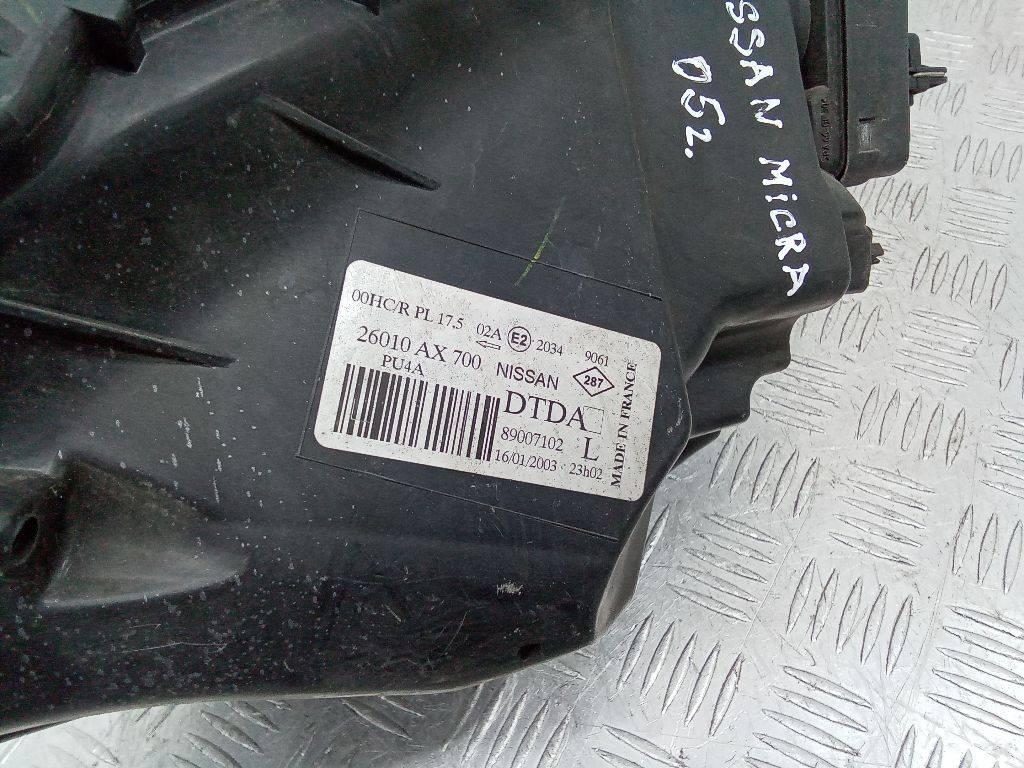 SSAN MiCRA
05z.
00HC/R PL 17,5 02A E2 2034 9061
26010 AX 700 NISSAN 287
PU4A
DTDA
89007102 L
16/01/2003 23h02
MADE IN FRANCE